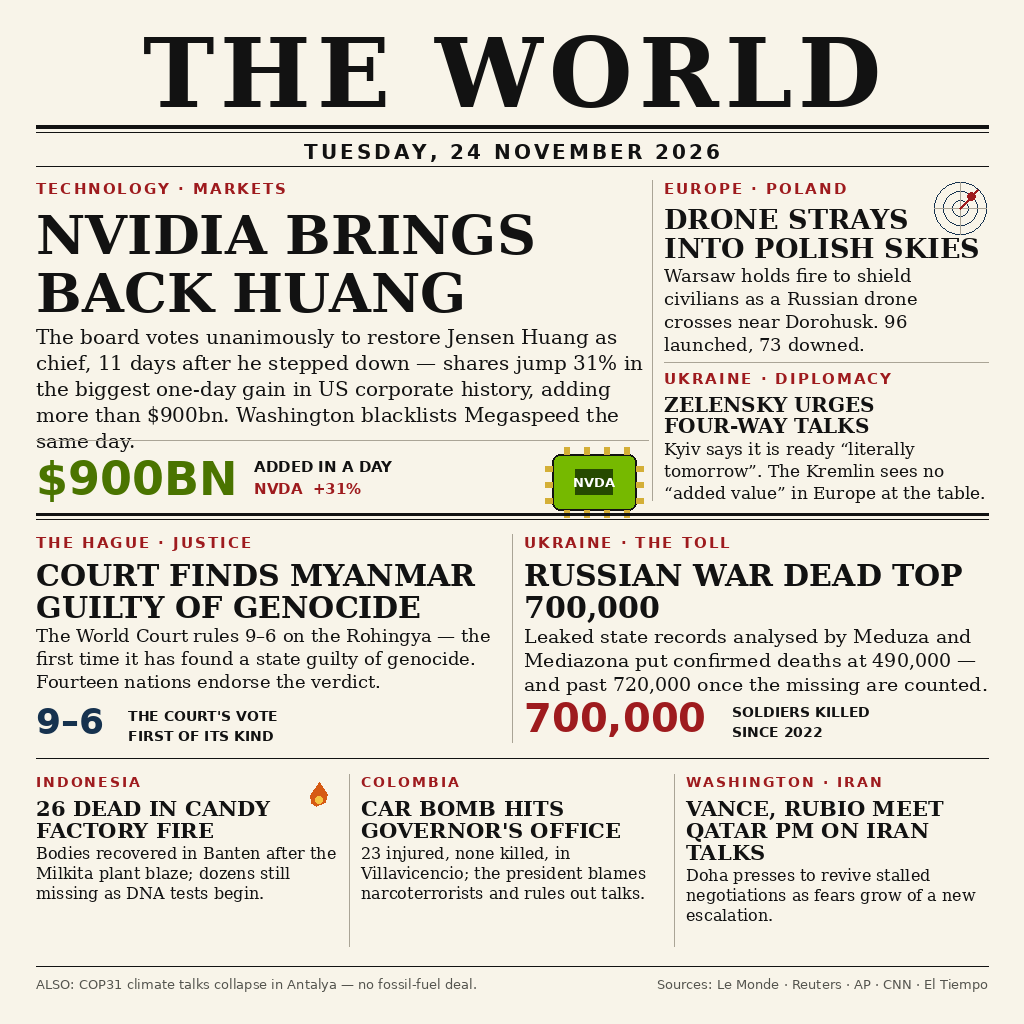 THE WORLD
TUESDAY, 24 NOVEMBER 2026
TECHNOLOGY · MARKETS
NVIDIA BRINGS
BACK HUANG
The board votes unanimously to restore Jensen Huang as
chief, 11 days after he stepped down — shares jump 31% in
the biggest one-day gain in US corporate history, adding
more than $900bn. Washington blacklists Megaspeed the
same day.
$900BN
ADDED IN A DAY
NVDA +31%
NVDA
EUROPE · POLAND
DRONE STRAYS
INTO POLISH SKIES
Warsaw holds fire to shield
civilians as a Russian drone
crosses near Dorohusk. 96
launched, 73 downed.
UKRAINE · DIPLOMACY
ZELENSKY URGES
FOUR-WAY TALKS
Kyiv says it is ready “literally
tomorrow”. The Kremlin sees no
“added value” in Europe at the table.
THE HAGUE · JUSTICE
COURT FINDS MYANMAR
GUILTY OF GENOCIDE
The World Court rules 9–6 on the Rohingya — the
first time it has found a state guilty of genocide.
Fourteen nations endorse the verdict.
9–6
THE COURT'S VOTE
FIRST OF ITS KIND
UKRAINE · THE TOLL
RUSSIAN WAR DEAD TOP
700,000
Leaked state records analysed by Meduza and
Mediazona put confirmed deaths at 490,000 —
and past 720,000 once the missing are counted.
700,000
SOLDIERS KILLED
SINCE 2022
INDONESIA
26 DEAD IN CANDY
FACTORY FIRE
Bodies recovered in Banten after the
Milkita plant blaze; dozens still
missing as DNA tests begin.
COLOMBIA
CAR BOMB HITS
GOVERNOR'S OFFICE
23 injured, none killed, in
Villavicencio; the president blames
narcoterrorists and rules out talks.
WASHINGTON · IRAN
VANCE, RUBIO MEET
QATAR PM ON IRAN
TALKS
Doha presses to revive stalled
negotiations as fears grow of a new
escalation.
ALSO: COP31 climate talks collapse in Antalya — no fossil-fuel deal.
Sources: Le Monde · Reuters · AP · CNN · El Tiempo